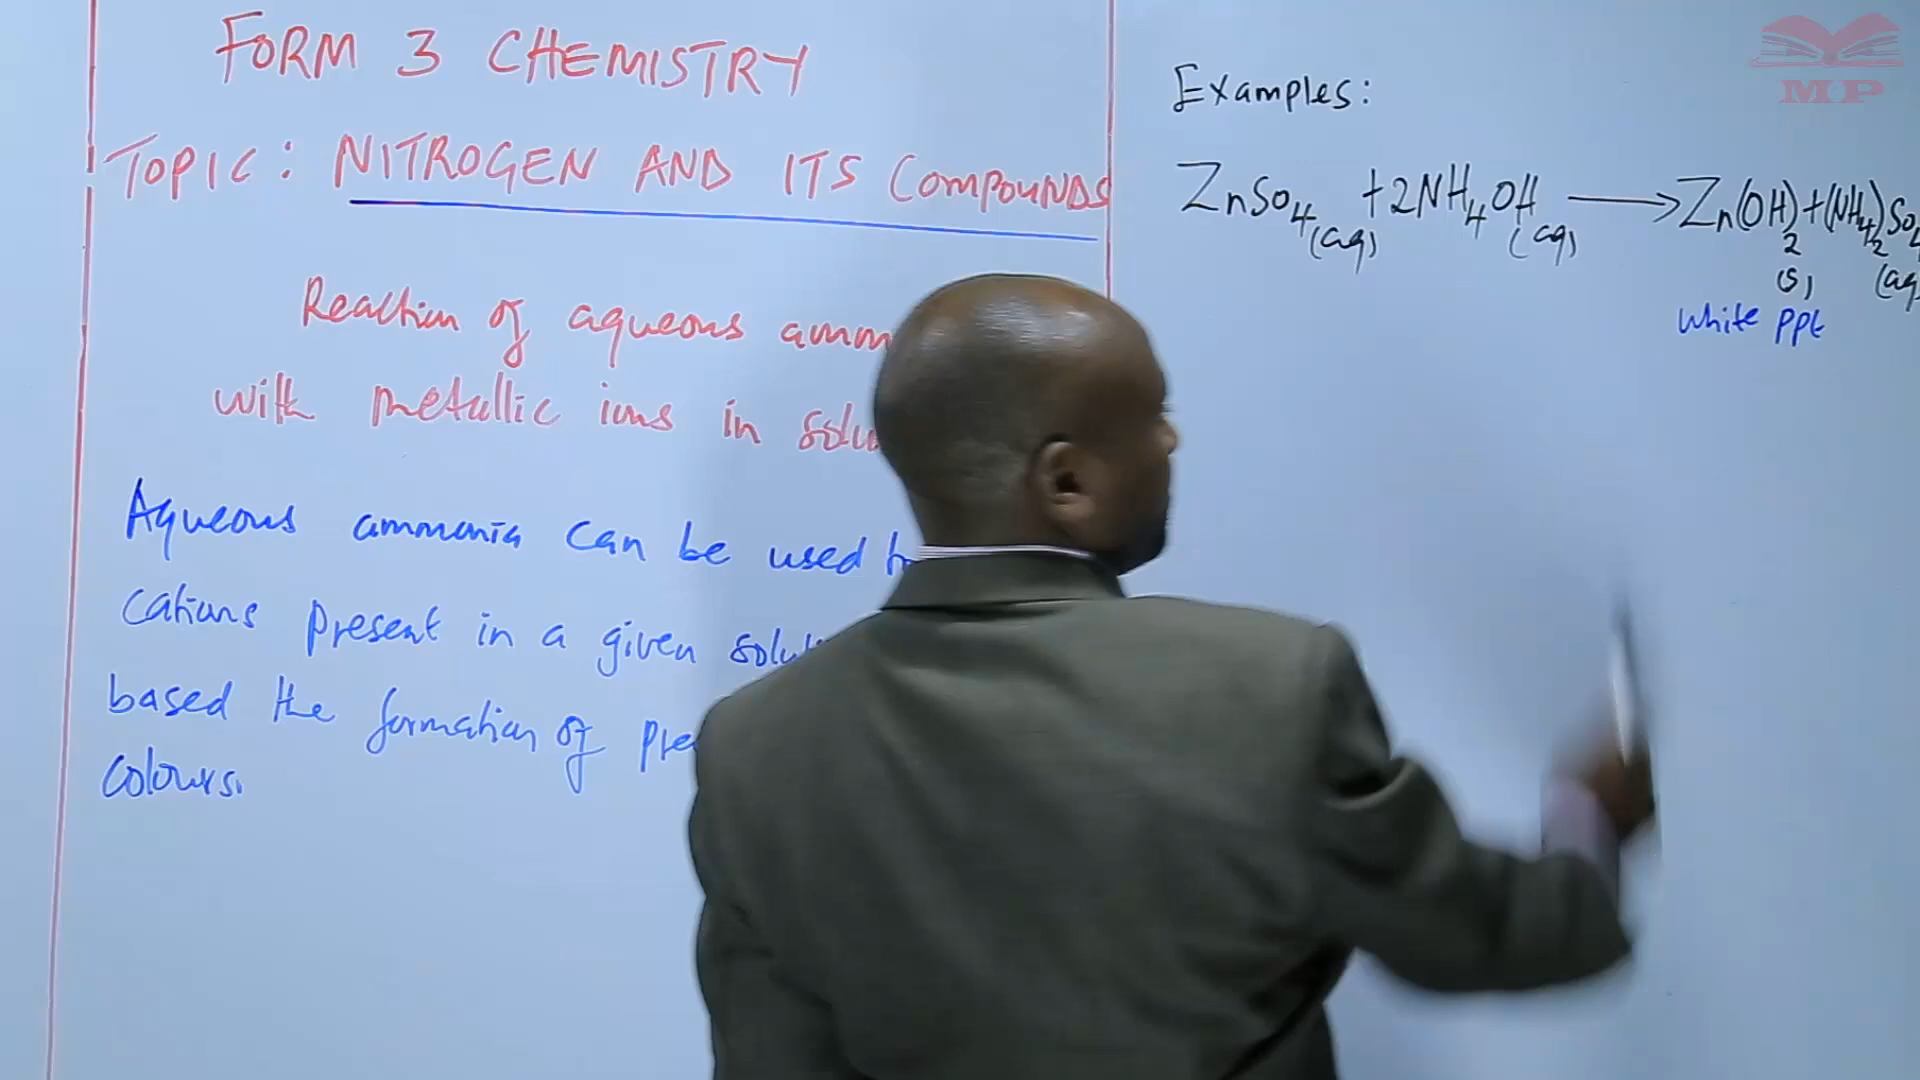 FORM 3 CHEMISTRY
TOPIC: NITROGEN AND ITS COMPOUNDS
Reaction of aqueous
with metallic ions in
Aqueous ammonia can be used
cations present in a given
based the formation of
colours.
Examples:
ZnSO4(aq) + 2NH4OH(aq) → Zn(OH)2(s) + (NH4)2SO4(aq)
White ppt
MP